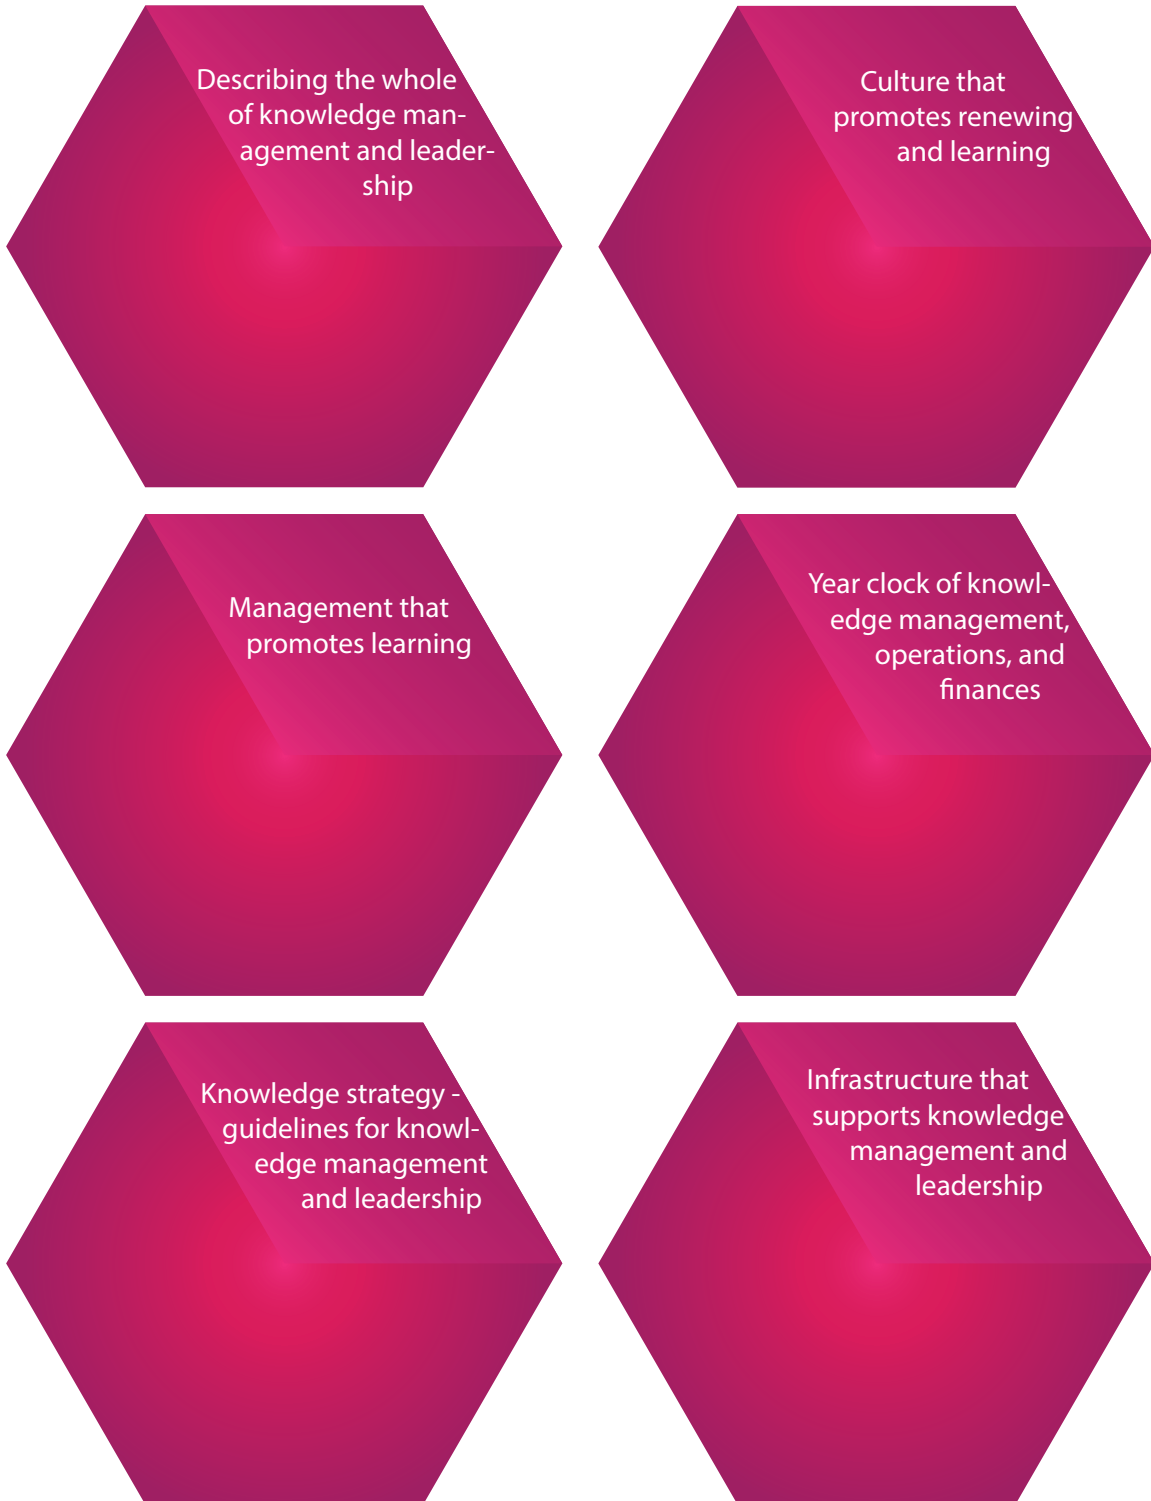 Describing the whole
of knowledge man-
agement and leader-
ship
Culture that
promotes renewing
and learning
Management that
promotes learning
Year clock of knowl-
edge management,
operations, and
finances
Knowledge strategy -
guidelines for knowl-
edge management
and leadership
Infrastructure that
supports knowledge
management and
leadership